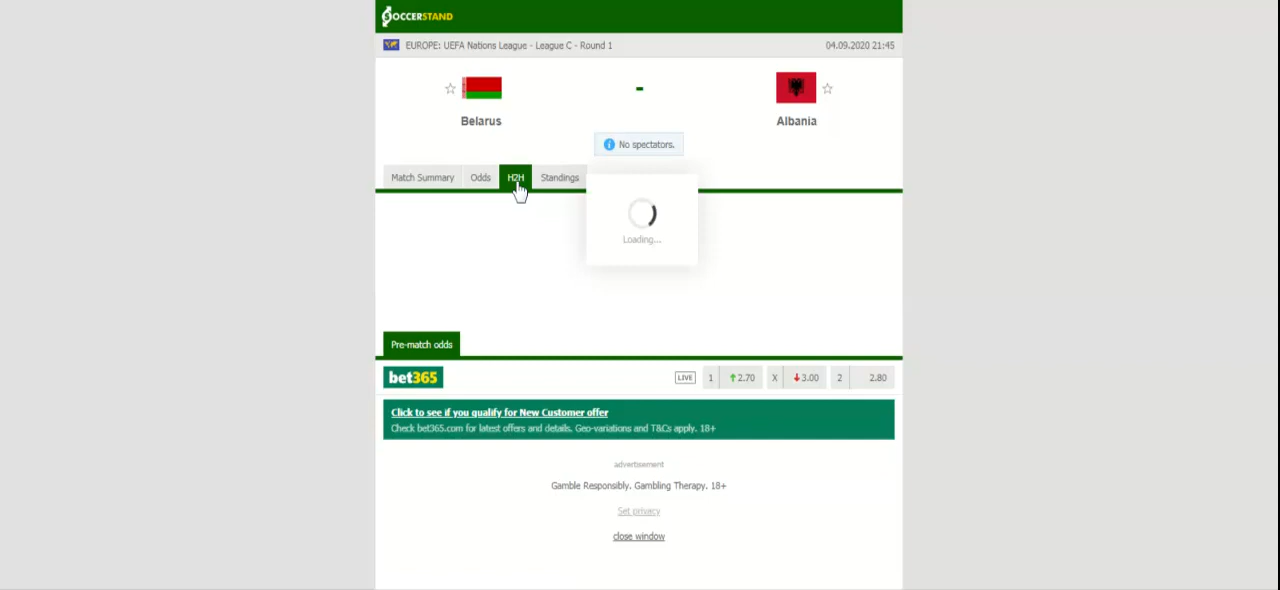 SOCCERSTAND
EUROPE: UEFA Nations League - League C - Round 1 04.09.2020 21:45
-
Belarus Albania
No spectators.
Match Summary Odds H2H Standings
Loading...
Pre-match odds
bet365 LIVE 1 2.70 X 3.00 2 2.80
Click to see if you qualify for New Customer offer
Check bet365.com for latest offers and details. Geo-variations and T&Cs apply. 18+
advertisement
Gamble Responsibly. Gambling Therapy. 18+
Set privacy
close window